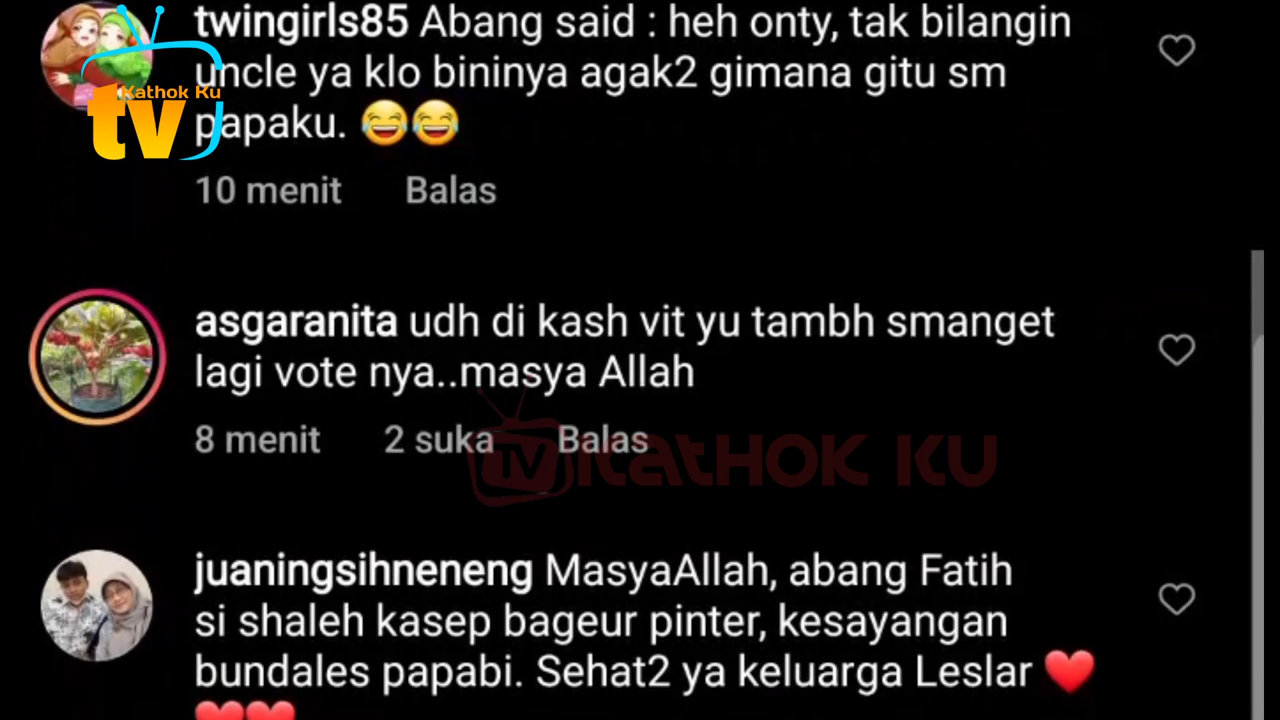 twingirls85 Abang said : heh onty, tak bilangin
uncle ya klo bininya agak2 gimana gitu sm
papaku. 😂😂
10 menit Balas
Kathok Ku
tv
asgaranita udh di kash vit yu tambh smanget
lagi vote nya..masya Allah
8 menit 2 suka Balas
TV Kathok Ku
juaningsihneneng MasyaAllah, abang Fatih
si shaleh kasep bageur pinter, kesayangan
bundales papabi. Sehat2 ya keluarga Leslar ❤️
❤️❤️